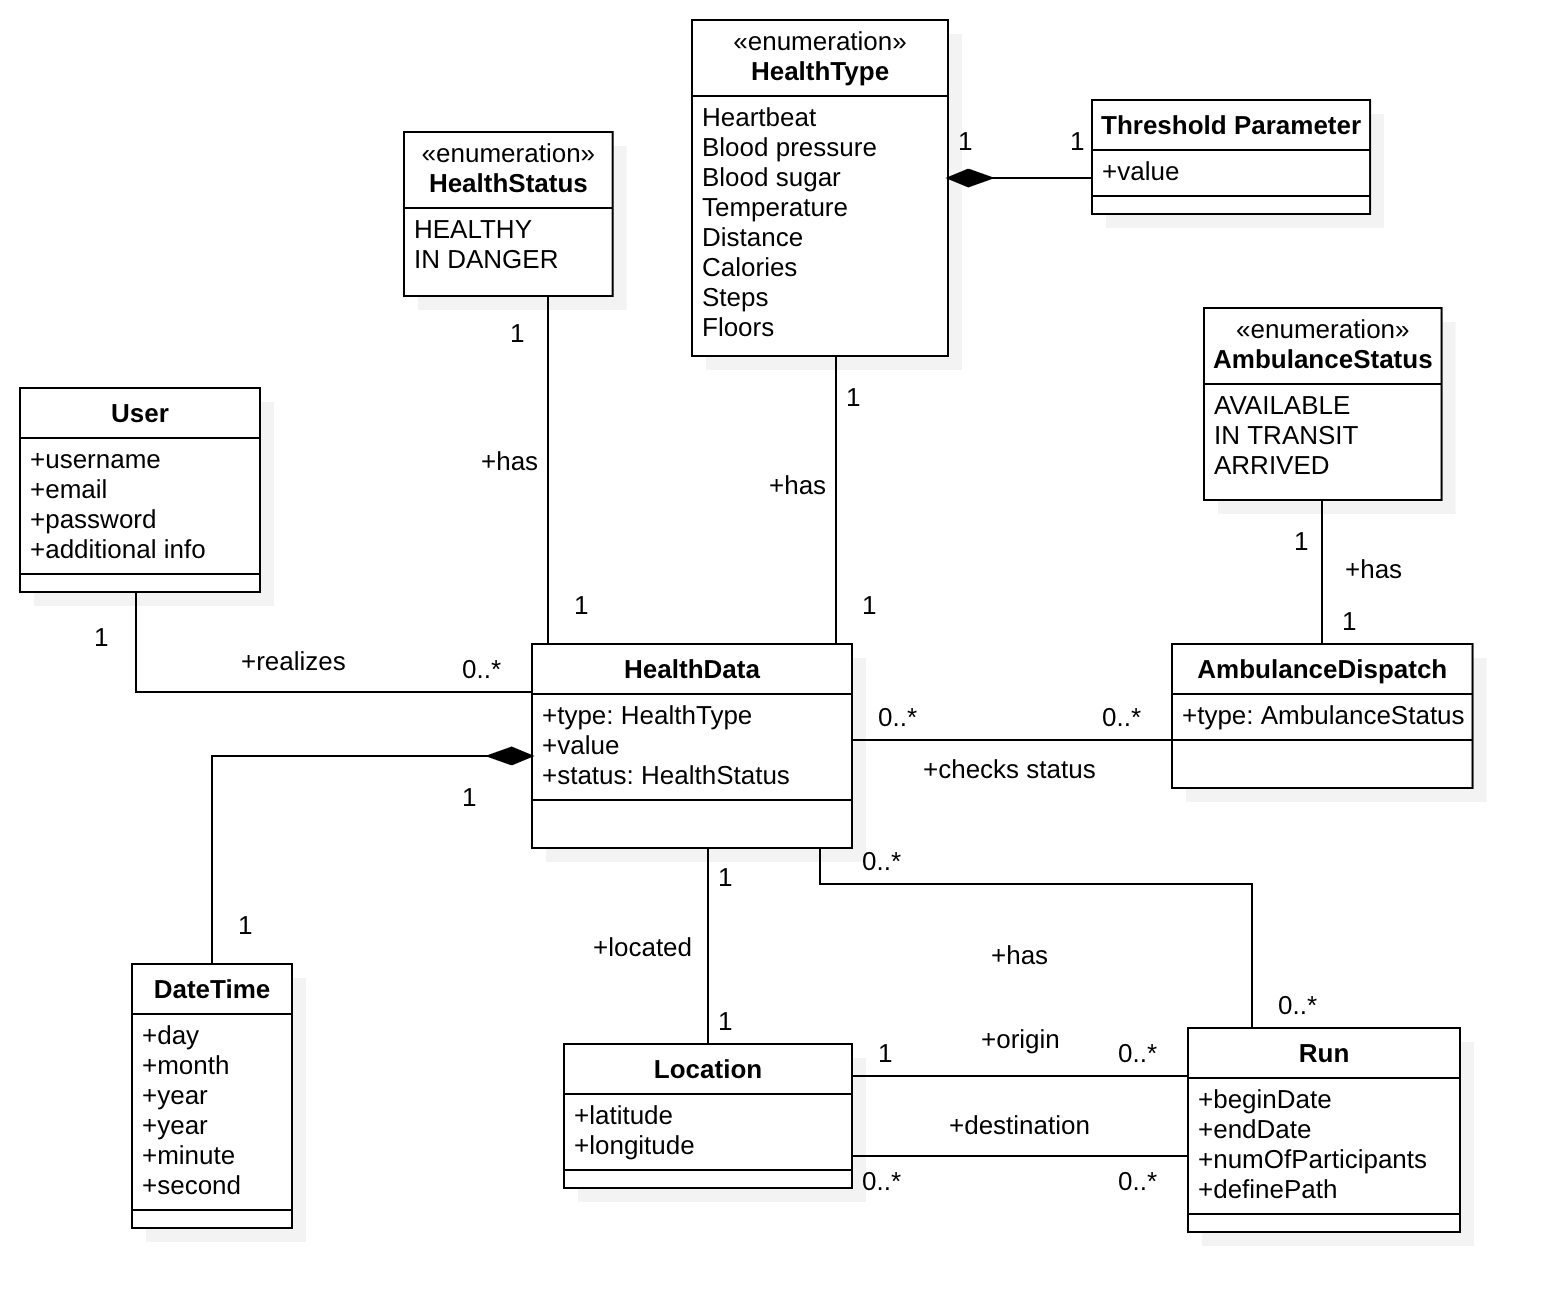 «enumeration»
HealthType
Heartbeat
Blood pressure
Blood sugar
Temperature
Distance
Calories
Steps
Floors
1
1
Threshold Parameter
+value
«enumeration»
HealthStatus
HEALTHY
IN DANGER
1
+has
1
1
+has
1
«enumeration»
AmbulanceStatus
AVAILABLE
IN TRANSIT
ARRIVED
1
+has
1
User
+username
+email
+password
+additional info
1
+realizes
0..*
HealthData
+type: HealthType
+value
+status: HealthStatus
0..*
0..*
+checks status
AmbulanceDispatch
+type: AmbulanceStatus
1
1
DateTime
+day
+month
+year
+year
+minute
+second
1
+located
1
0..*
+has
0..*
Location
+latitude
+longitude
1
+origin
0..*
+destination
0..*
0..*
Run
+beginDate
+endDate
+numOfParticipants
+definePath